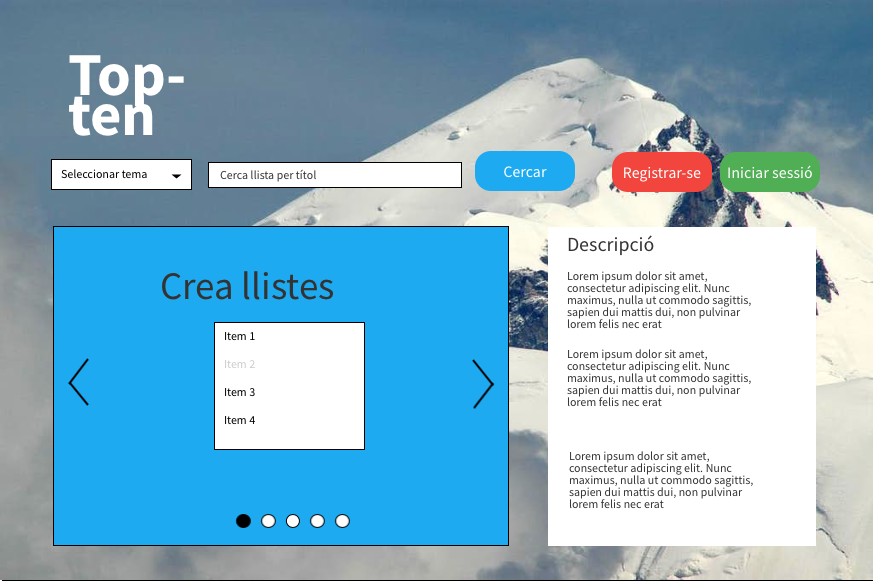 Top-
ten
Seleccionar tema
Cerca llista per títol
Cercar
Registrar-se
Iniciar sessió
Crea llistes
Item 1
Item 2
Item 3
Item 4
Descripció
Lorem ipsum dolor sit amet,
consectetur adipiscing elit. Nunc
maximus, nulla ut commodo sagittis,
sapien dui mattis dui, non pulvinar
lorem felis nec erat
Lorem ipsum dolor sit amet,
consectetur adipiscing elit. Nunc
maximus, nulla ut commodo sagittis,
sapien dui mattis dui, non pulvinar
lorem felis nec erat
Lorem ipsum dolor sit amet,
consectetur adipiscing elit. Nunc
maximus, nulla ut commodo sagittis,
sapien dui mattis dui, non pulvinar
lorem felis nec erat